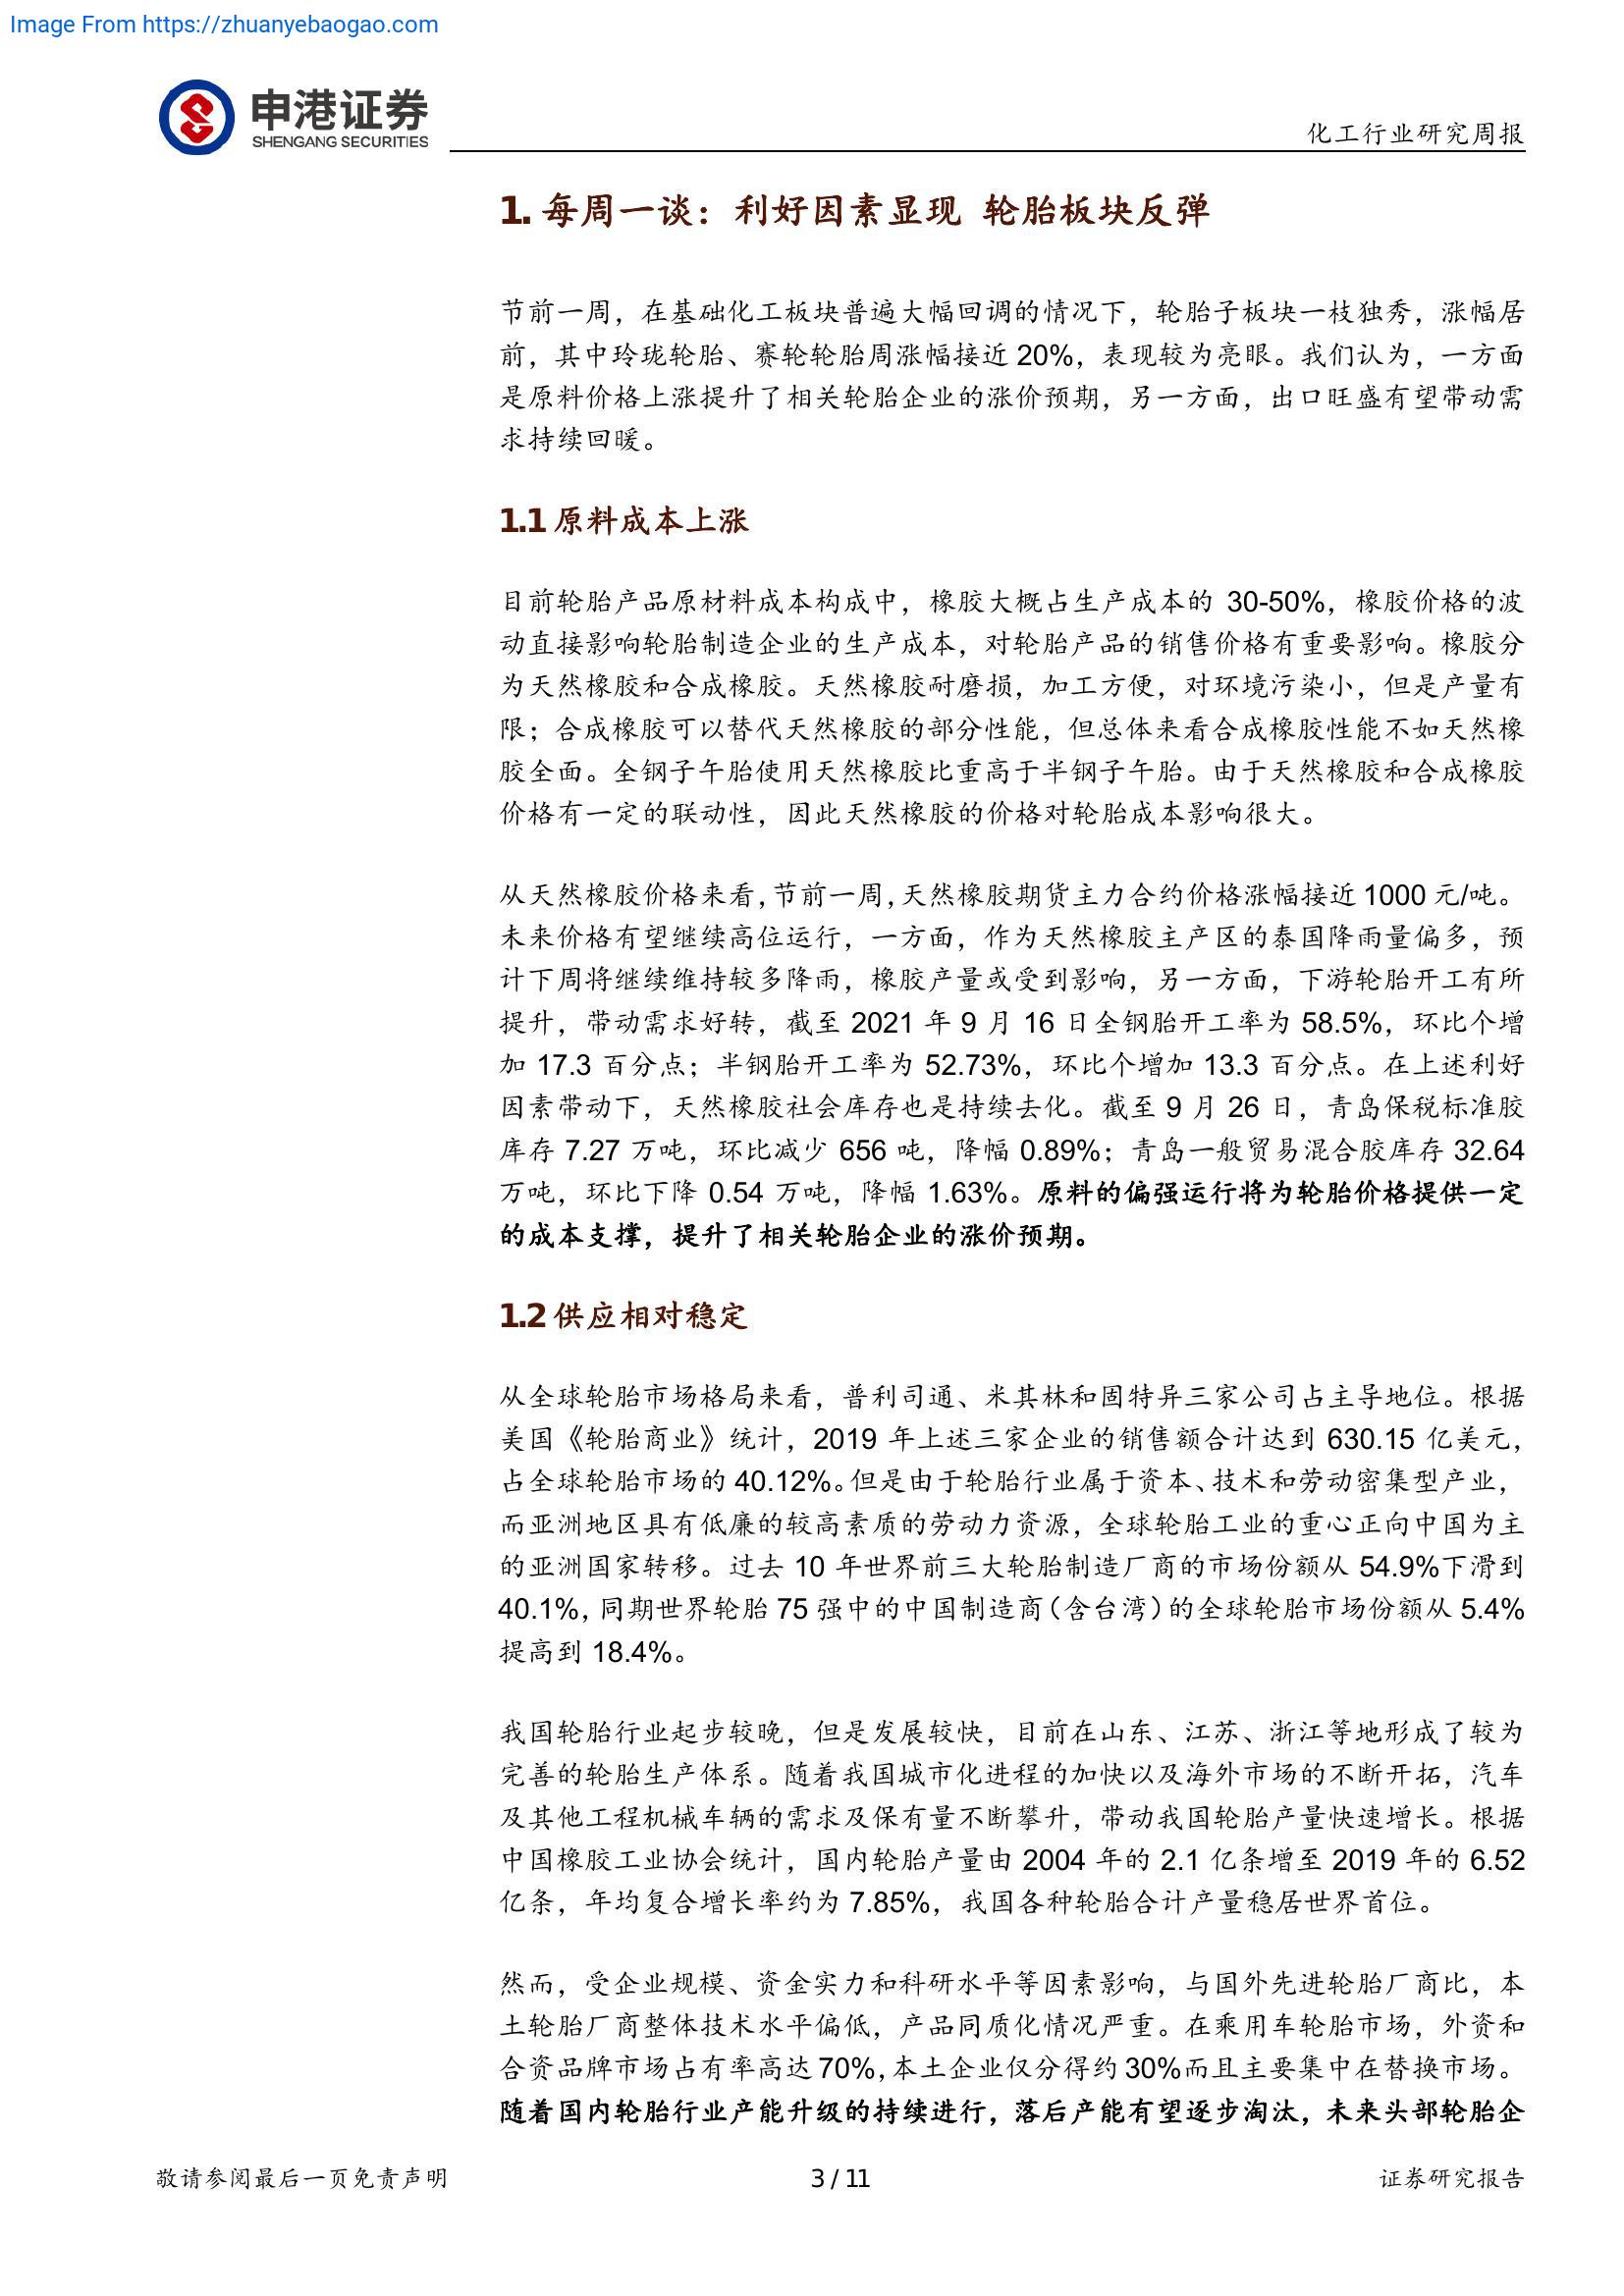 Image From https://zhuanyebaogao.com
申港证券
SHENGANG SECURITIES
化工行业研究周报
1. 每周一谈：利好因素显现 轮胎板块反弹
节前一周，在基础化工板块普遍大幅回调的情况下，轮胎子板块一枝独秀，涨幅居
前，其中玲珑轮胎、赛轮轮胎周涨幅接近 20%，表现较为亮眼。我们认为，一方面
是原料价格上涨提升了相关轮胎企业的涨价预期，另一方面，出口旺盛有望带动需
求持续回暖。
1.1 原料成本上涨
目前轮胎产品原材料成本构成中，橡胶大概占生产成本的 30-50%，橡胶价格的波
动直接影响轮胎制造企业的生产成本，对轮胎产品的销售价格有重要影响。橡胶分
为天然橡胶和合成橡胶。天然橡胶耐磨损，加工方便，对环境污染小，但是产量有
限；合成橡胶可以替代天然橡胶的部分性能，但总体来看合成橡胶性能不如天然橡
胶全面。全钢子午胎使用天然橡胶比重高于半钢子午胎。由于天然橡胶和合成橡胶
价格有一定的联动性，因此天然橡胶的价格对轮胎成本影响很大。
从天然橡胶价格来看，节前一周，天然橡胶期货主力合约价格涨幅接近 1000 元/吨。
未来价格有望继续高位运行，一方面，作为天然橡胶主产区的泰国降雨量偏多，预
计下周将继续维持较多降雨，橡胶产量或受到影响，另一方面，下游轮胎开工有所
提升，带动需求好转，截至 2021 年 9 月 16 日全钢胎开工率为 58.5%，环比个增
加 17.3 百分点；半钢胎开工率为 52.73%，环比个增加 13.3 百分点。在上述利好
因素带动下，天然橡胶社会库存也是持续去化。截至 9 月 26 日，青岛保税标准胶
库存 7.27 万吨，环比减少 656 吨，降幅 0.89%；青岛一般贸易混合胶库存 32.64
万吨，环比下降 0.54 万吨，降幅 1.63%。原料的偏强运行将为轮胎价格提供一定
的成本支撑，提升了相关轮胎企业的涨价预期。
1.2 供应相对稳定
从全球轮胎市场格局来看，普利司通、米其林和固特异三家公司占主导地位。根据
美国《轮胎商业》统计，2019 年上述三家企业的销售额合计达到 630.15 亿美元，
占全球轮胎市场的 40.12%。但是由于轮胎行业属于资本、技术和劳动密集型产业，
而亚洲地区具有低廉的较高素质的劳动力资源，全球轮胎工业的重心正向中国为主
的亚洲国家转移。过去 10 年世界前三大轮胎制造厂商的市场份额从 54.9%下滑到
40.1%，同期世界轮胎 75 强中的中国制造商（含台湾）的全球轮胎市场份额从 5.4%
提高到 18.4%。
我国轮胎行业起步较晚，但是发展较快，目前在山东、江苏、浙江等地形成了较为
完善的轮胎生产体系。随着我国城市化进程的加快以及海外市场的不断开拓，汽车
及其他工程机械车辆的需求及保有量不断攀升，带动我国轮胎产量快速增长。根据
中国橡胶工业协会统计，国内轮胎产量由 2004 年的 2.1 亿条增至 2019 年的 6.52
亿条，年均复合增长率约为 7.85%，我国各种轮胎合计产量稳居世界首位。
然而，受企业规模、资金实力和科研水平等因素影响，与国外先进轮胎厂商比，本
土轮胎厂商整体技术水平偏低，产品同质化情况严重。在乘用车轮胎市场，外资和
合资品牌市场占有率高达 70%，本土企业仅分得约 30%而且主要集中在替换市场。
随着国内轮胎行业产能升级的持续进行，落后产能有望逐步淘汰，未来头部轮胎企
敬请参阅最后一页免责声明
3 / 11
证券研究报告